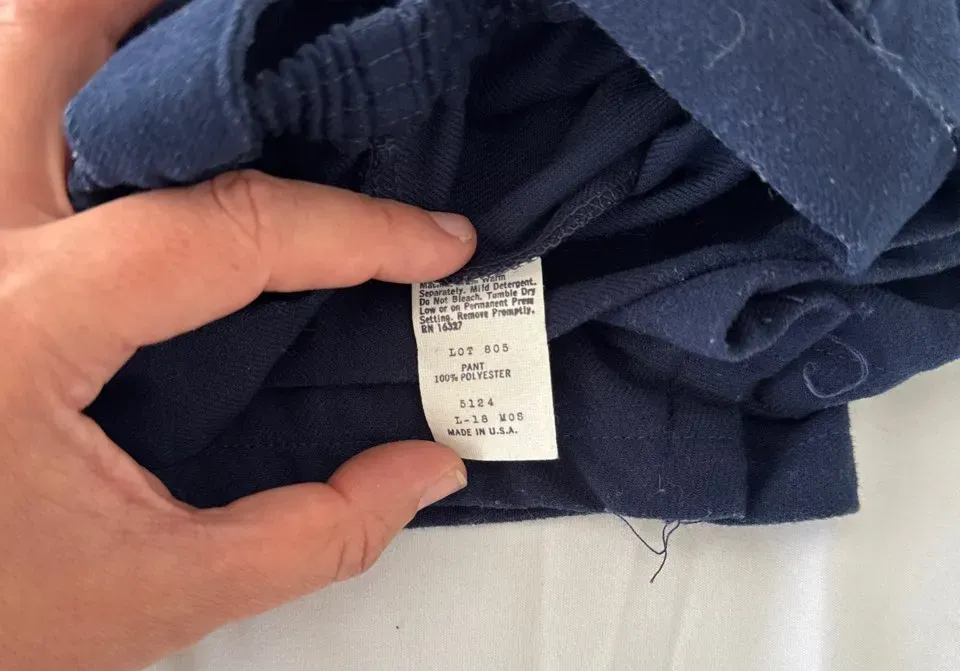 Warm
Separately. Mild Detergent.
Do Not Bleach. Tumble Dry
Low or on Permanent Press
Setting. Remove Promptly.
RN 16327
LOT 805
PANT
100% POLYESTER
5124
L-18 MOS
MADE IN U.S.A.